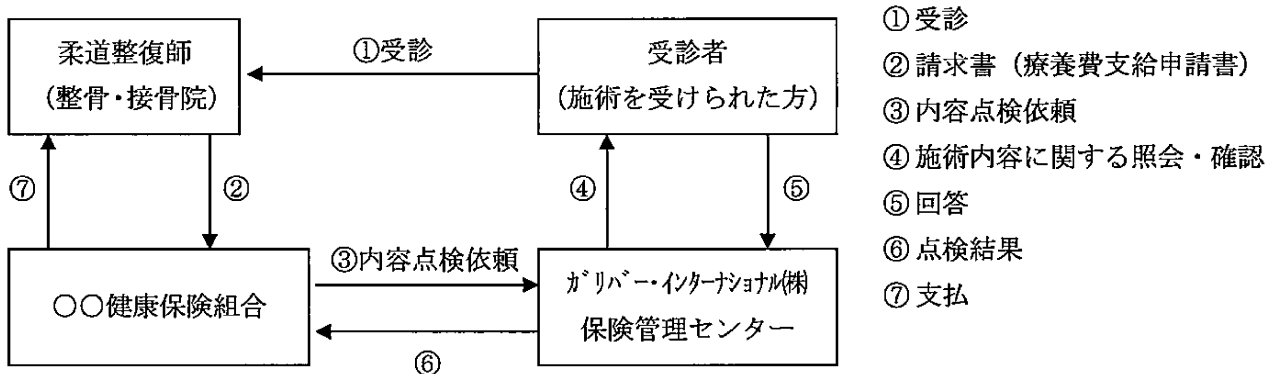 柔道整復師
(整骨・接骨院)
①受診
受診者
(施術を受けられた方)
⑦
②
④
⑤
〇〇健康保険組合
③内容点検依頼
⑥
ガリバー・インターナショナル㈱
保険管理センター
①受診
②請求書（療養費支給申請書）
③内容点検依頼
④施術内容に関する照会・確認
⑤回答
⑥点検結果
⑦支払